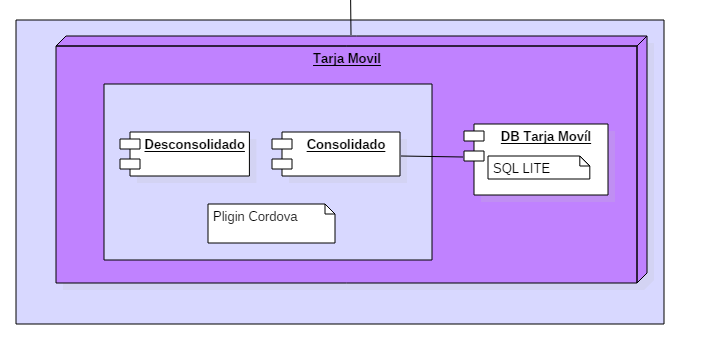 Tarja Movil
Desconsolidado
Consolidado
DB Tarja Movíl
SQL LITE
Pligin Cordova